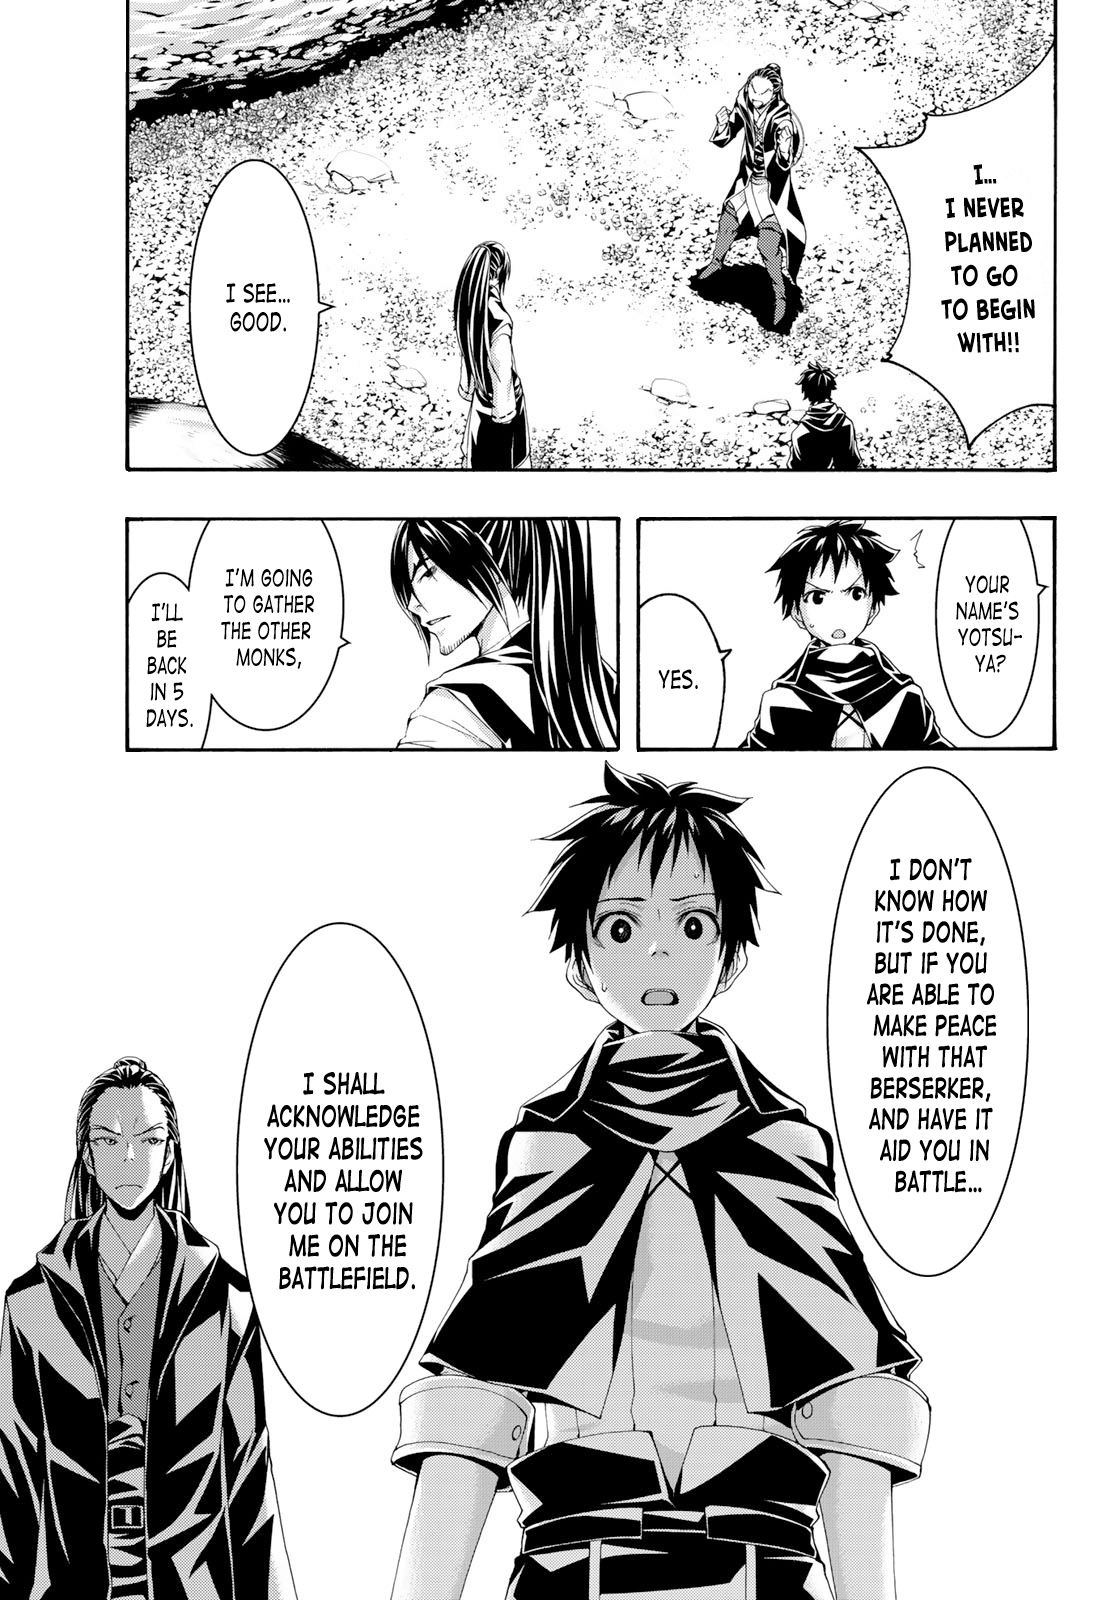 I...
I NEVER
PLANNED
TO GO
TO BEGIN
WITH!!
I SEE...
GOOD.
YOUR
NAME'S
YOTSU-
YA?
YES.
I'M GOING
TO GATHER
THE OTHER
MONKS,
I'LL
BE
BACK
IN 5
DAYS.
I DON'T
KNOW HOW
IT'S DONE,
BUT IF YOU
ARE ABLE TO
MAKE PEACE
WITH THAT
BERSERKER,
AND HAVE IT
AID YOU IN
BATTLE...
I SHALL
ACKNOWLEDGE
YOUR ABILITIES
AND ALLOW
YOU TO JOIN
ME ON THE
BATTLEFIELD.